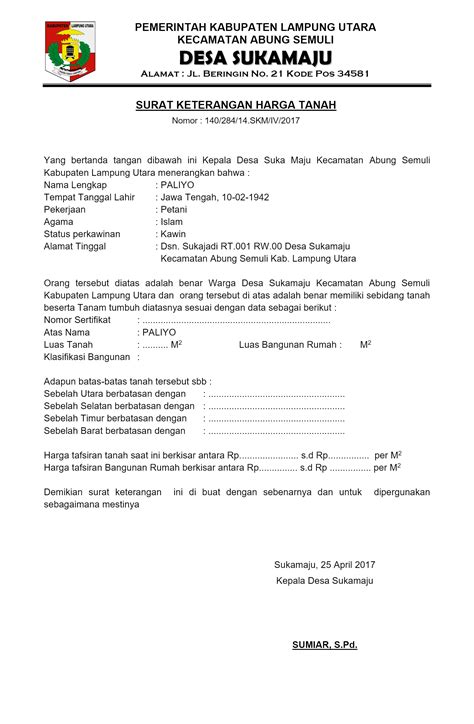 KABUPATEN LAMPUNG UTARA
PEMERINTAH KABUPATEN LAMPUNG UTARA
KECAMATAN ABUNG SEMULI
DESA SUKAMAJU
Alamat : Jl. Beringin No. 21 Kode Pos 34581
SURAT KETERANGAN HARGA TANAH
Nomor : 140/284/14.SKM/IV/2017
Yang bertanda tangan dibawah ini Kepala Desa Suka Maju Kecamatan Abung Semuli
Kabupaten Lampung Utara menerangkan bahwa :
Nama Lengkap : PALIYO
Tempat Tanggal Lahir : Jawa Tengah, 10-02-1942
Pekerjaan : Petani
Agama : Islam
Status perkawinan : Kawin
Alamat Tinggal : Dsn. Sukajadi RT.001 RW.00 Desa Sukamaju
Kecamatan Abung Semuli Kab. Lampung Utara
Orang tersebut diatas adalah benar Warga Desa Sukamaju Kecamatan Abung Semuli
Kabupaten Lampung Utara dan orang tersebut di atas adalah benar memiliki sebidang tanah
beserta Tanam tumbuh diatasnya sesuai dengan data sebagai berikut :
Nomor Sertifikat : ....................................................................
Atas Nama : PALIYO
Luas Tanah : .......... M² Luas Bangunan Rumah : M²
Klasifikasi Bangunan :
Adapun batas-batas tanah tersebut sbb :
Sebelah Utara berbatasan dengan : ......................................................
Sebelah Selatan berbatasan dengan : ......................................................
Sebelah Timur berbatasan dengan : ......................................................
Sebelah Barat berbatasan dengan : ......................................................
Harga tafsiran tanah saat ini berkisar antara Rp....................... s.d Rp................ per M²
Harga tafsiran Bangunan Rumah berkisar antara Rp............... s.d Rp ................ per M²
Demikian surat keterangan ini di buat dengan sebenarnya dan untuk dipergunakan
sebagaimana mestinya
Sukamaju, 25 April 2017
Kepala Desa Sukamaju
SUMIAR, S.Pd.